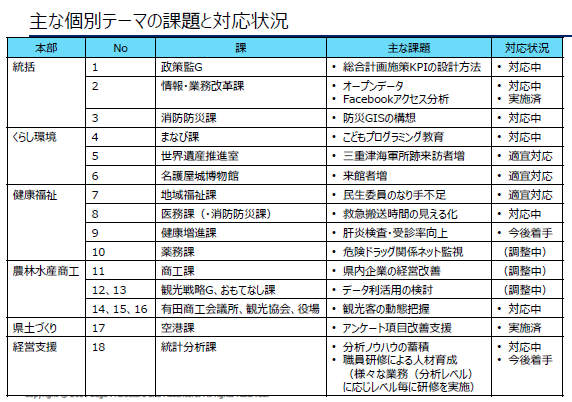 主な個別テーマの課題と対応状況
本部 No 課 主な課題 対応状況
統括 1 政策監G ・ 総合計画施策KPIの設計方法 ・ 対応中
2 情報・業務改革課 ・ オープンデータ ・ 対応中
・ Facebookアクセス分析 ・ 実施済
3 消防防災課 ・ 防災GISの構想 ・ 対応中
くらし環境 4 まなび課 ・ こどもプログラミング教育 ・ 対応中
5 世界遺産推進室 ・ 三重津海軍所跡来訪者増 ・ 適宜対応
6 名護屋城博物館 ・ 来館者増 ・ 適宜対応
健康福祉 7 地域福祉課 ・ 民生委員のなり手不足 ・ 適宜対応
8 医務課（・消防防災課） ・ 救急搬送時間の見える化 ・ 対応中
9 健康増進課 ・ 肝炎検査・受診率向上 ・ 今後着手
10 薬務課 ・ 危険ドラッグ関係ネット監視 （調整中）
農林水産商工 11 商工課 ・ 県内企業の経営改善 （調整中）
12、13 観光戦略G、おもてなし課 ・ データ利活用の検討 （調整中）
14、15、16 有田商工会議所、観光協会、役場 ・ 観光客の動態把握 ・ 対応中
県土づくり 17 空港課 ・ アンケート項目改善支援 ・ 実施済
経営支援 18 統計分析課 ・ 分析ノウハウの蓄積 ・ 対応中
・ 職員研修による人材育成 ・ 今後着手
（様々な業務（分析レベル）
に応じレベル毎に研修を実施）